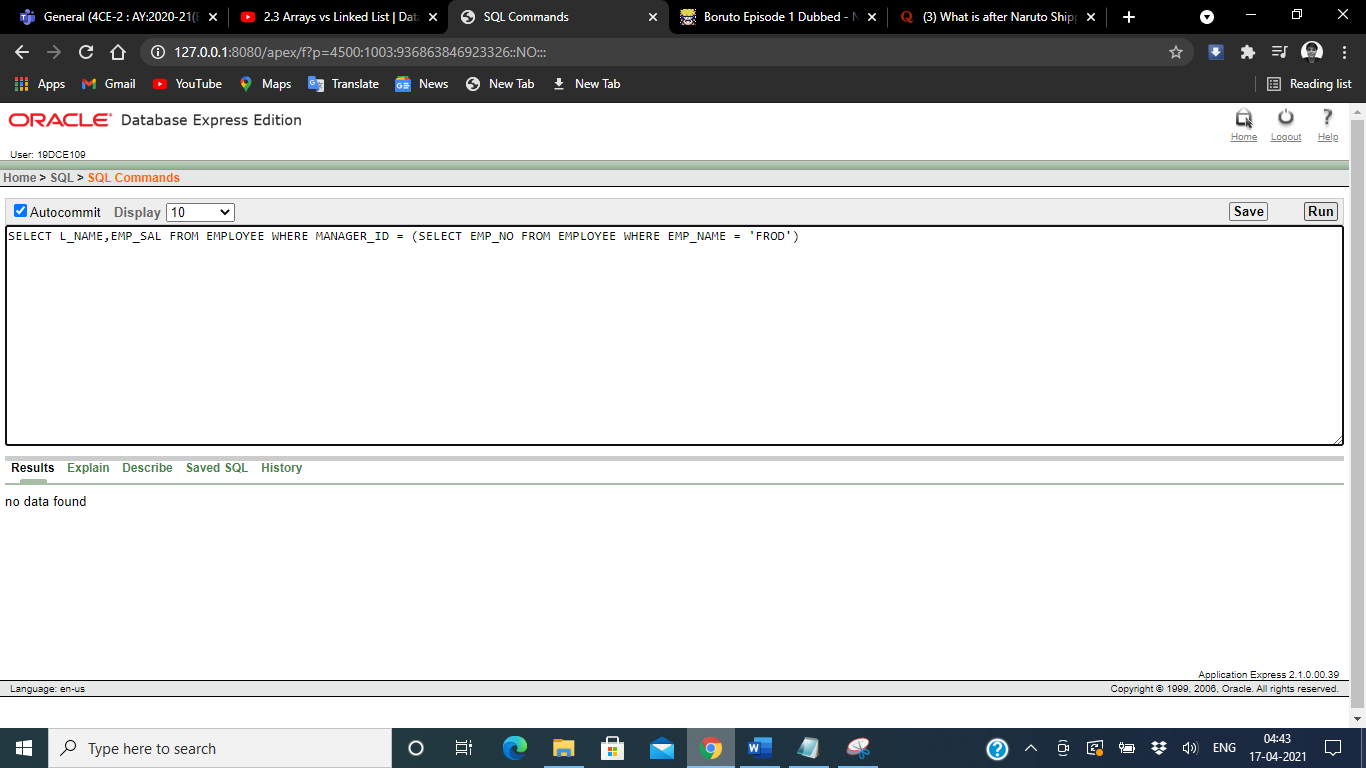 General (4CE-2 : AY:2020-21(
2.3 Arrays vs Linked List | Dat
SQL Commands
Boruto Episode 1 Dubbed - N
(3) What is after Naruto Ship
127.0.0.1:8080/apex/f?p=4500:1003:936863846923326::NO:::
Apps Gmail YouTube Maps Translate News New Tab New Tab Reading list
ORACLE Database Express Edition
Home Logout Help
User: 19DCE109
Home > SQL > SQL Commands
Autocommit Display 10 Save Run
SELECT L_NAME,EMP_SAL FROM EMPLOYEE WHERE MANAGER_ID = (SELECT EMP_NO FROM EMPLOYEE WHERE EMP_NAME = 'FROD')
Results Explain Describe Saved SQL History
no data found
Application Express 2.1.0.00.39
Language: en-us Copyright © 1999, 2006, Oracle. All rights reserved.
Type here to search
ENG
04:43
17-04-2021